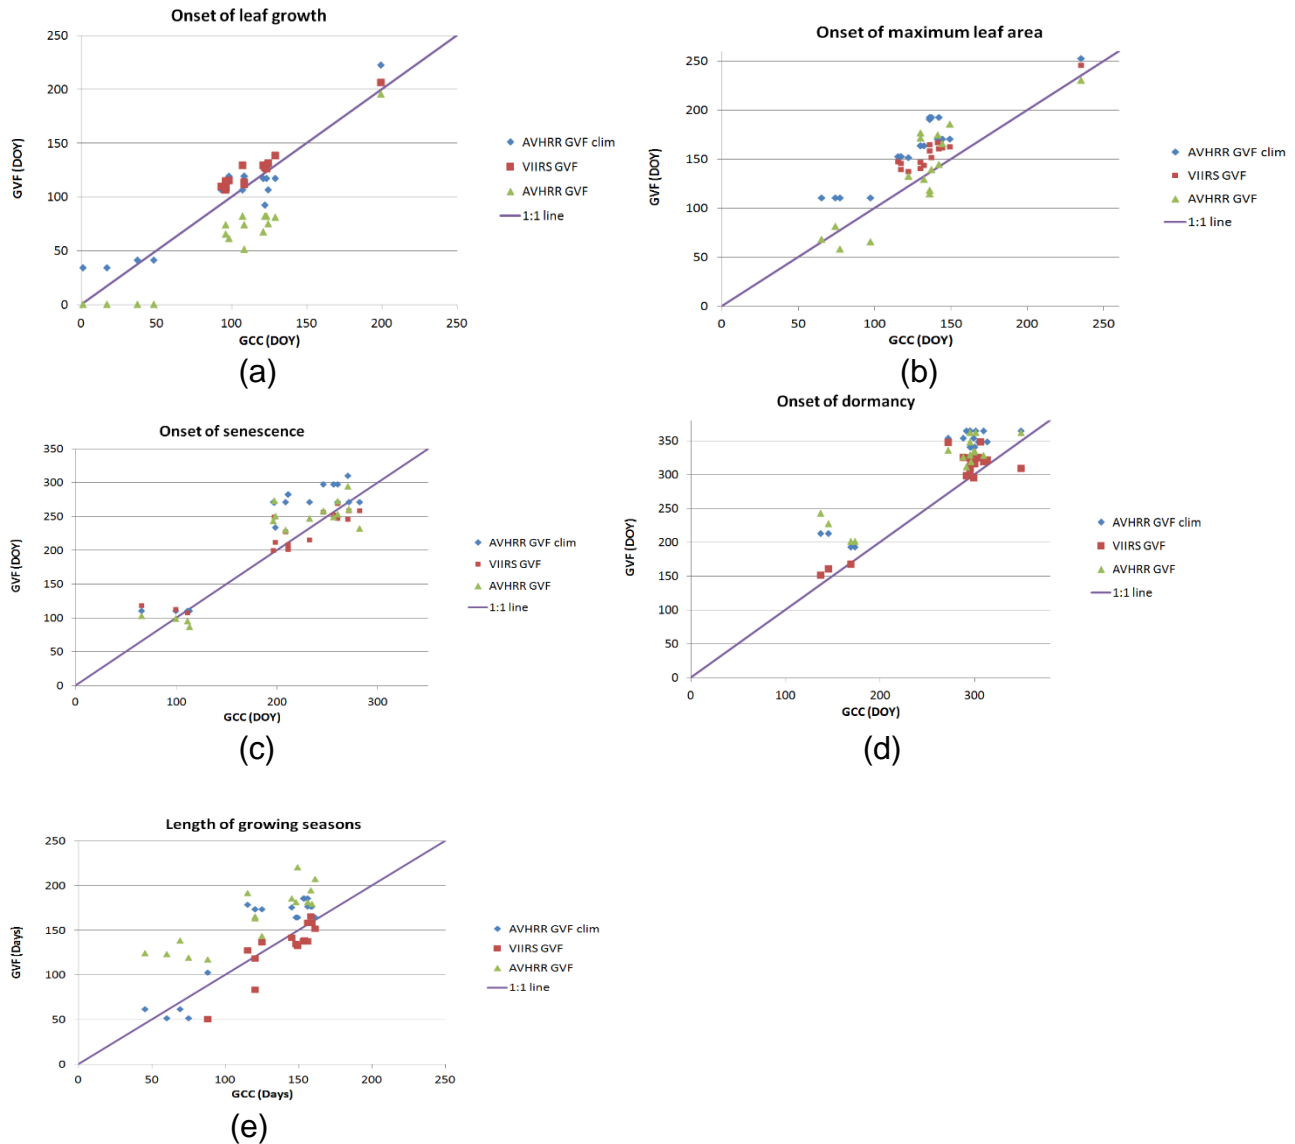 Onset of leaf growth
250
200
150
100
50
0
GVF (DOY)
0 50 100 150 200 250
GCC (DOY)
AVHRR GVF clim
VIIRS GVF
AVHRR GVF
1:1 line
(a)
Onset of maximum leaf area
250
200
150
100
50
0
GVF (DOY)
0 50 100 150 200 250
GCC (DOY)
AVHRR GVF clim
VIIRS GVF
AVHRR GVF
1:1 line
(b)
Onset of senescence
350
300
250
200
150
100
50
0
GVF (DOY)
0 100 200 300
GCC (DOY)
AVHRR GVF clim
VIIRS GVF
AVHRR GVF
1:1 line
(c)
Onset of dormancy
350
300
250
200
150
100
50
0
GVF (DOY)
0 100 200 300
GCC (DOY)
AVHRR GVF clim
VIIRS GVF
AVHRR GVF
1:1 line
(d)
Length of growing seasons
250
200
150
100
50
0
GVF (Days)
0 50 100 150 200 250
GCC (Days)
AVHRR GVF clim
VIIRS GVF
AVHRR GVF
1:1 line
(e)